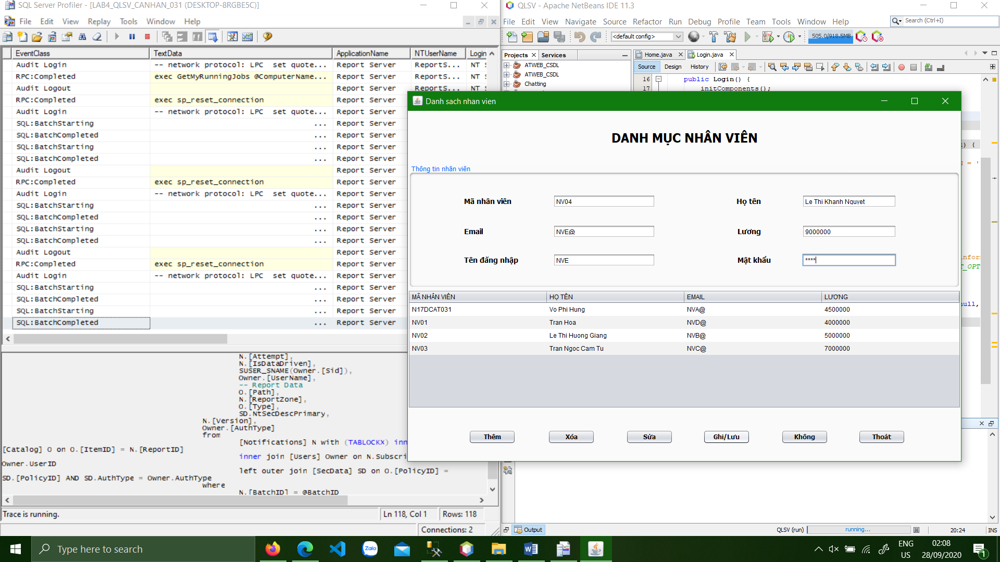 SQL Server Profiler - [LAB4_QLSV_CANHAN_031 (DESKTOP-8RGBE5C)]
File Edit View Replay Tools Window Help
EventClass TextData ApplicationName NTUserName Login
Audit Login -- network protocol: LPC set quote... Report Server ReportS... NT
RPC:Completed exec GetMyRunningJobs @ComputerName... Report Server ReportS... NT
Audit Logout Report Server ReportS... NT
RPC:Completed exec sp_reset_connection Report Server
Audit Login -- network protocol: LPC set quote... Report Server
SQL:BatchStarting ... Report Server
SQL:BatchCompleted ... Report Server
SQL:BatchStarting ... Report Server
SQL:BatchCompleted ... Report Server
Audit Logout Report Server
RPC:Completed exec sp_reset_connection Report Server
Audit Login -- network protocol: LPC set quote... Report Server
SQL:BatchStarting ... Report Server
SQL:BatchCompleted ... Report Server
SQL:BatchStarting ... Report Server
SQL:BatchCompleted ... Report Server
Audit Logout Report Server
RPC:Completed exec sp_reset_connection Report Server
Audit Login -- network protocol: LPC set quote... Report Server
SQL:BatchStarting ... Report Server
SQL:BatchCompleted ... Report Server
SQL:BatchStarting ... Report Server
SQL:BatchCompleted ... Report Server
N.[Attempt],
N.[IsDataDriven],
SUSER_SNAME(Owner.[Sid]),
Owner.[UserName],
-- Report Data
O.[Path],
N.[ReportZone],
O.[Type],
SD.NtSecDescPrimary,
N.[Version],
Owner.[AuthType]
from
[Notifications] N with (TABLOCKX) inn
[Catalog] O on O.[ItemID] = N.[ReportID]
inner join [Users] Owner on N.Subscri
Owner.UserID
left outer join [SecData] SD on O.[PolicyID] =
SD.[PolicyID] AND SD.AuthType = Owner.AuthType
where
N.[BatchID] = @BatchID
Trace is running. Ln 118, Col 1 Rows: 118
Connections: 2
QLSV - Apache NetBeans IDE 11.3
File Edit View Navigate Source Refactor Run Debug Profile Team Tools Window Help Search (Ctrl+I)
<default config> 505.0/918.5MB
Projects Services Home.java Login.java
ATWEB_CSDL
ATWEB_CSDL
Chatting
Source Design History
16 public Login() {
17 initComponents();
) {
N = '
infor
T_OPT
ull,
Danh sach nhan vien
DANH MỤC NHÂN VIÊN
Thông tin nhân viên
Mã nhân viên NV04 Họ tên Le Thi Khanh Nguyet
Email NVE@ Lương 9000000
Tên đăng nhập NVE Mật khẩu ****
MÃ NHÂN VIÊN HỌ TÊN EMAIL LƯƠNG
N17DCAT031 Vo Phi Hung NVA@ 4500000
NV01 Tran Hoa NVD@ 4000000
NV02 Le Thi Huong Giang NVB@ 5000000
NV03 Tran Ngoc Cam Tu NVC@ 7000000
Thêm Xóa Sửa Ghi/Lưu Không Thoát
Output QLSV (run) running... 20:24 INS
Type here to search Zalo ENG US 02:08 28/09/2020 1